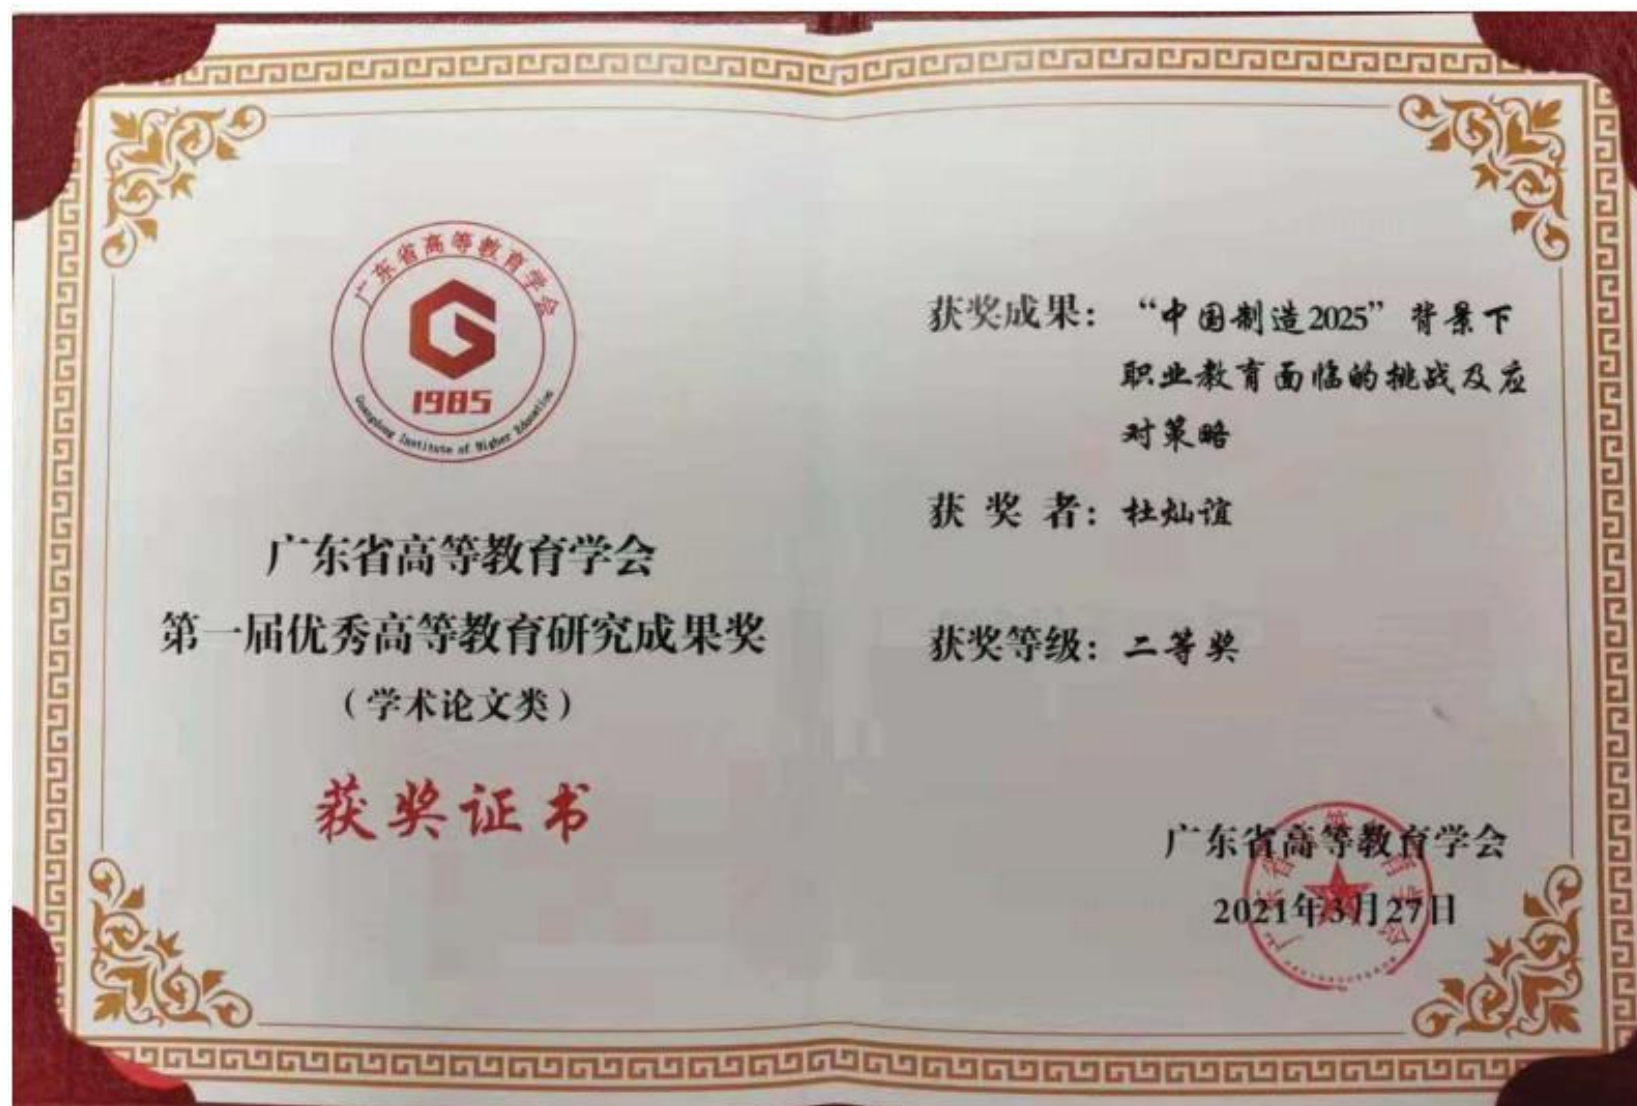 广东省高等教育学会
1985
Guangdong Institute of Higher Education
广东省高等教育学会
第一届优秀高等教育研究成果奖
（学术论文类）
获奖证书
获奖成果：“中国制造2025”背景下
职业教育面临的挑战及应
对策略
获奖者：杜灿谊
获奖等级：二等奖
广东省高等教育学会
2021年3月27日